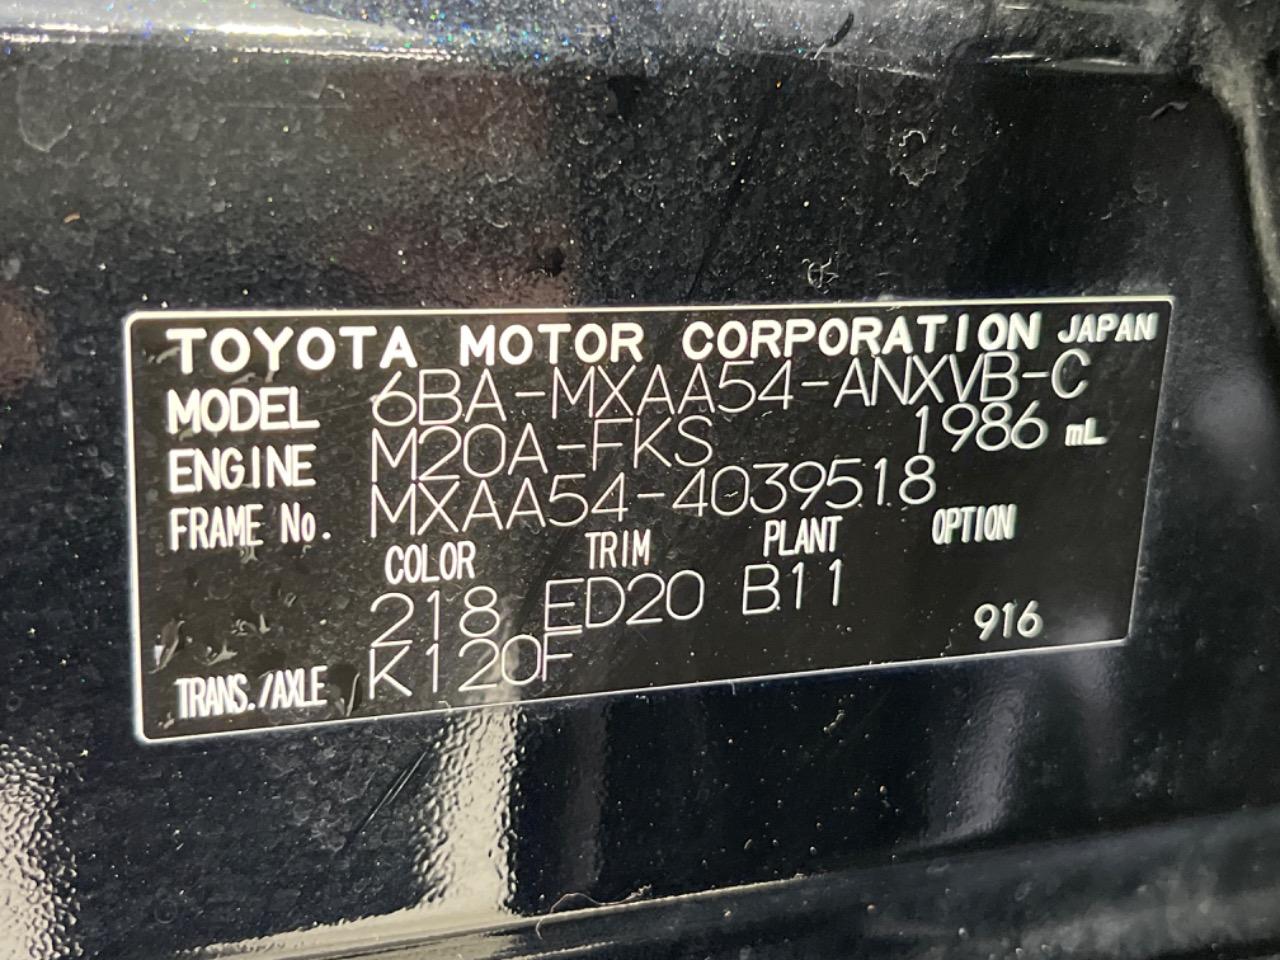 TOYOTA MOTOR CORPORATION JAPAN
MODEL 6BA-MXAA54-ANXVB-C
ENGINE M20A-FKS 1986 mL
FRAME No. MXAA54-4039518
COLOR TRIM PLANT OPTION
218 ED20 B11
916
TRANS./AXLE K120F